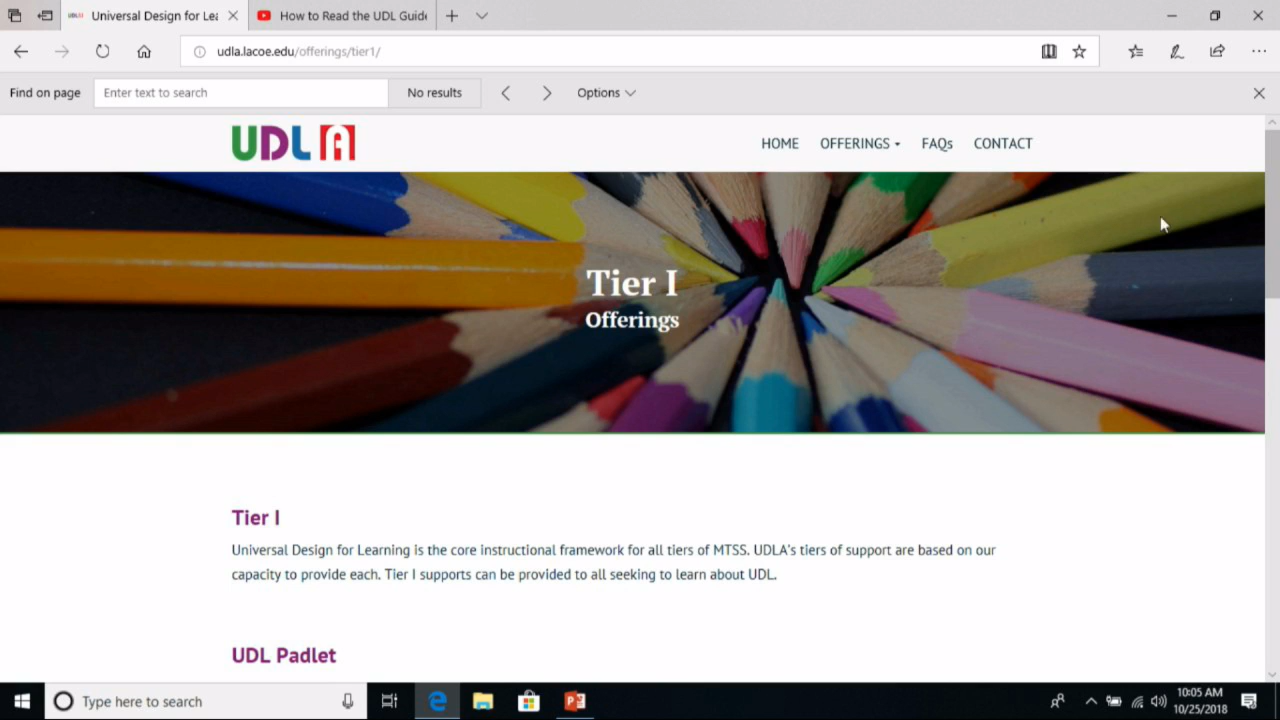 Universal Design for Lea
How to Read the UDL Guide
udla.lacoe.edu/offerings/tier1/
Find on page
Enter text to search
No results
Options
UDLA
HOME
OFFERINGS
FAQs
CONTACT
Tier I
Offerings
Tier I
Universal Design for Learning is the core instructional framework for all tiers of MTSS. UDLA's tiers of support are based on our
capacity to provide each. Tier I supports can be provided to all seeking to learn about UDL.
UDL Padlet
Type here to search
10:05 AM
10/25/2018